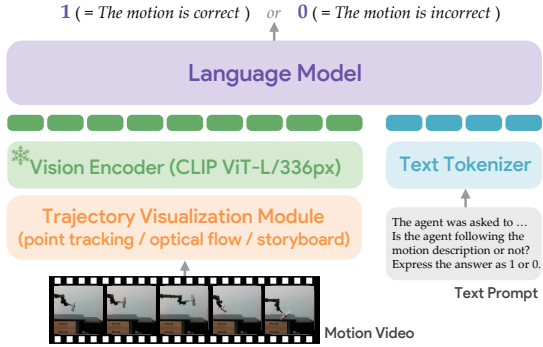 1 ( = The motion is correct ) or 0 ( = The motion is incorrect )
Language Model
Vision Encoder (CLIP ViT-L/336px)
Text Tokenizer
Trajectory Visualization Module
(point tracking / optical flow / storyboard)
The agent was asked to …
Is the agent following the
motion description or not?
Express the answer as 1 or 0.
Text Prompt
Motion Video